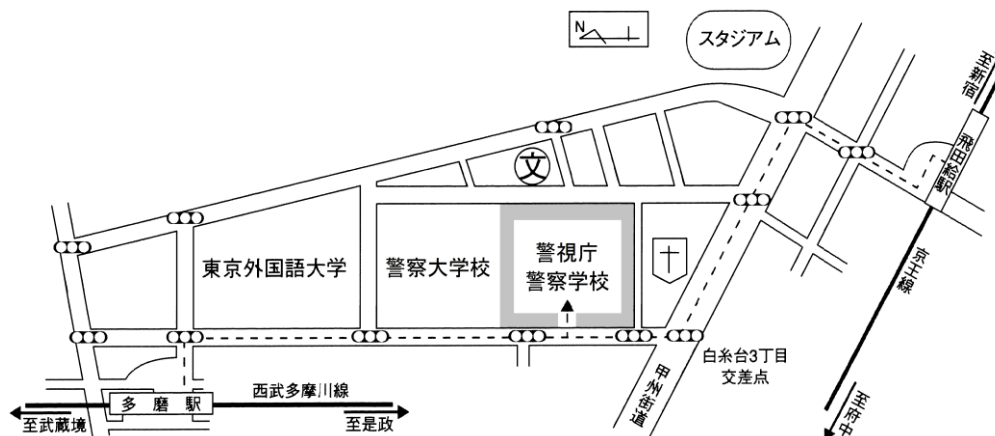 N
スタジアム
至新宿
飛田給駅
文
東京外国語大学
警察大学校
警視庁
警察学校
京王線
白糸台3丁目
交差点
甲州街道
西武多摩川線
多磨駅
至武蔵境
至是政
至府中